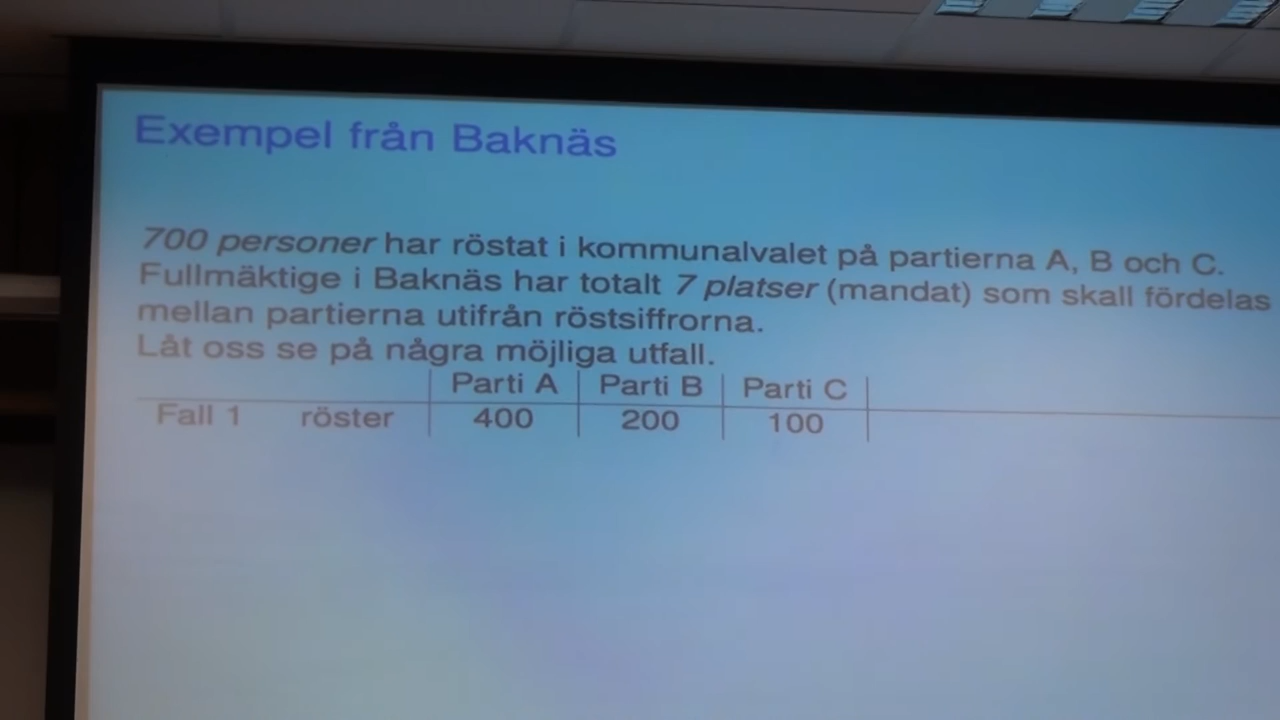 Exempel från Baknäs
700 personer har röstat i kommunalvalet på partierna A, B och C.
Fullmäktige i Baknäs har totalt 7 platser (mandat) som skall fördelas
mellan partierna utifrån röstsiffrorna.
Låt oss se på några möjliga utfall.
Parti A Parti B Parti C
Fall 1 röster 400 200 100